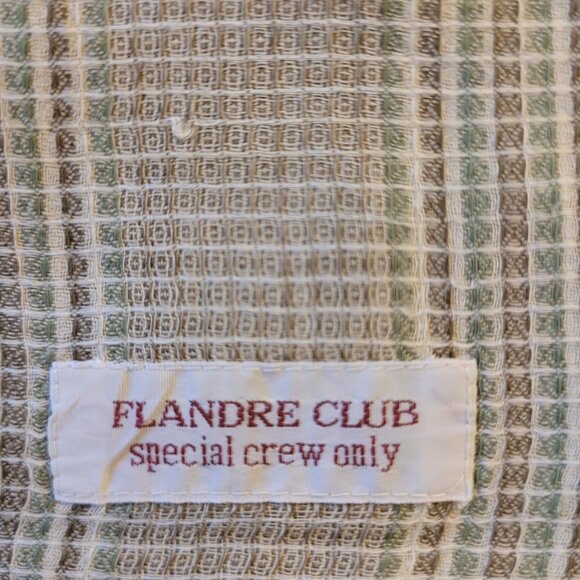 FLANDRE CLUB
special crew only